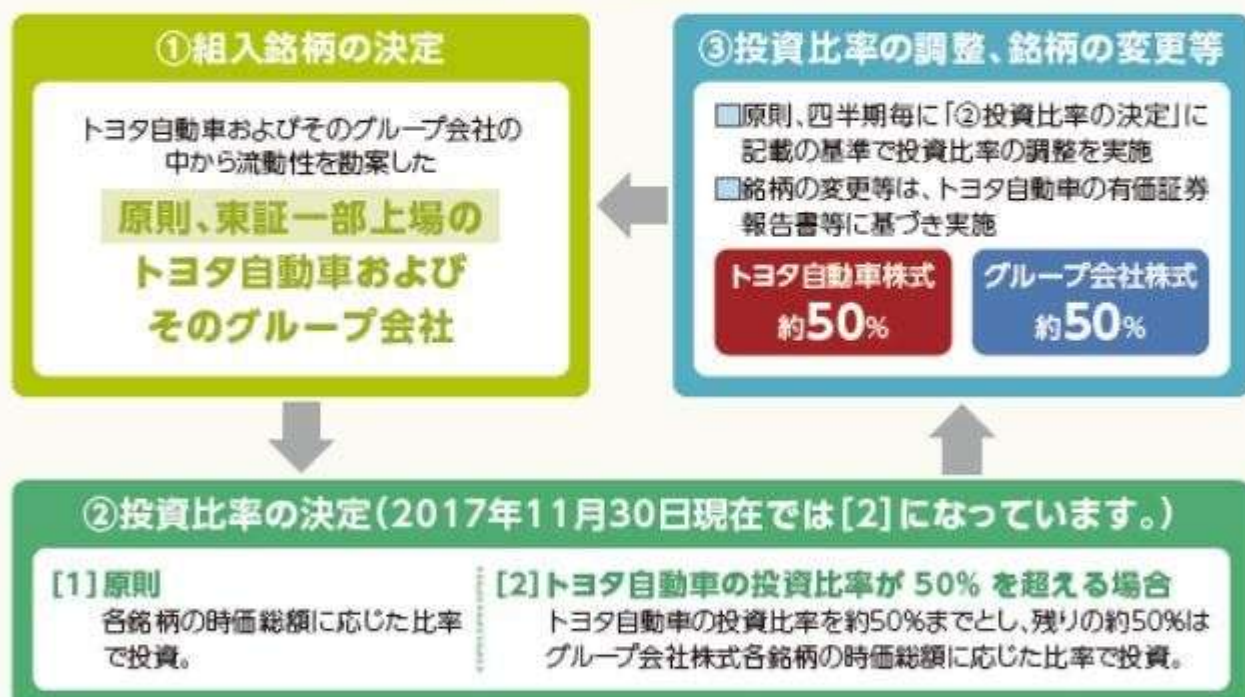 ①組入銘柄の決定
トヨタ自動車およびそのグループ会社の
中から流動性を勘案した
原則、東証一部上場の
トヨタ自動車および
そのグループ会社
②投資比率の決定(2017年11月30日現在では[2]になっています。)
[1]原則
各銘柄の時価総額に応じた比率
で投資。
[2]トヨタ自動車の投資比率が 50% を超える場合
トヨタ自動車の投資比率を約50%までとし、残りの約50%は
グループ会社株式各銘柄の時価総額に応じた比率で投資。
③投資比率の調整、銘柄の変更等
原則、四半期毎に「②投資比率の決定」に
記載の基準で投資比率の調整を実施
銘柄の変更等は、トヨタ自動車の有価証券
報告書等に基づき実施
トヨタ自動車株式
約50%
グループ会社株式
約50%